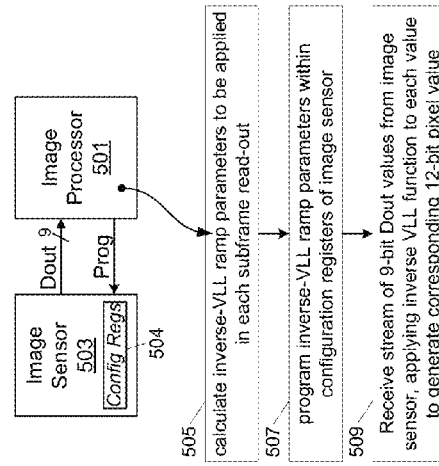 Image
Sensor
503
Config Regs
504
Dout
9
Prog
Image
Processor
501
505
calculate inverse-VLL ramp parameters to be applied
in each subframe read-out
507
program inverse-VLL ramp parameters within
configuration registers of image sensor
509
Receive stream of 9-bit Dout values from image
sensor, applying inverse VLL function to each value
to generate corresponding 12-bit pixel value